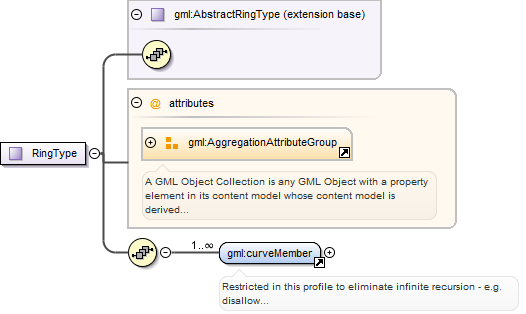 gml:AbstractRingType (extension base)
@ attributes
gml:AggregationAttributeGroup
RingType
A GML Object Collection is any GML Object with a property
element in its content model whose content model is
derived...
1..∞
gml:curveMember
Restricted in this profile to eliminate infinite recursion - e.g.
disallow...